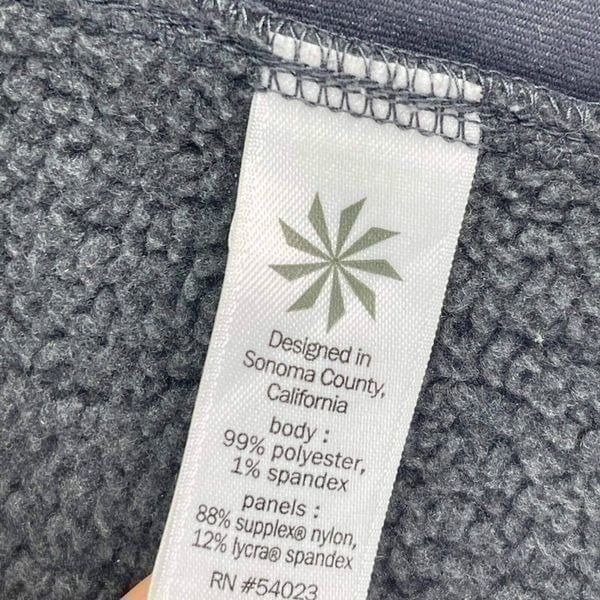 Designed in
Sonoma County,
California
body :
99% polyester,
1% spandex
panels :
88% supplex® nylon,
12% lycra® spandex
RN #54023